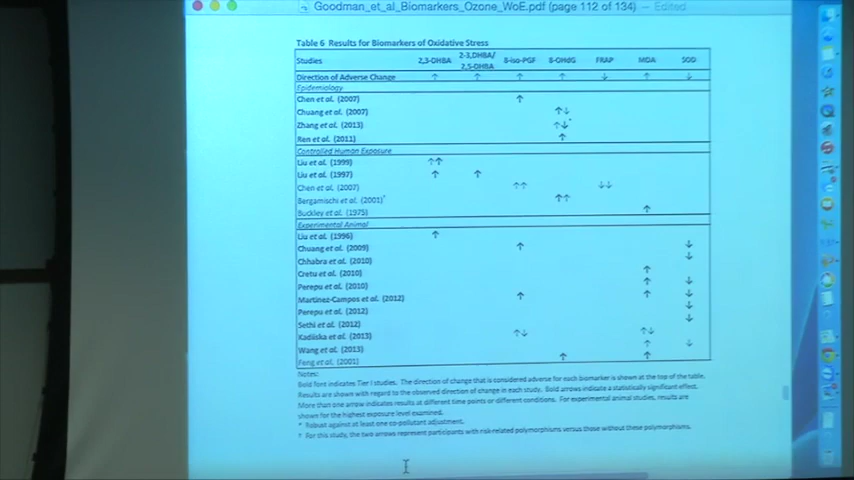 Goodman_et_al_Biomarkers_Ozone_WoE.pdf (page 112 of 134) — Edited
Table 6 Results for Biomarkers of Oxidative Stress
Studies 2,3-DHBA 2-3,DHBA/ 2,5-DHBA 8-iso-PGF 8-OHdG FRAP MDA SOD
Direction of Adverse Change ↑ ↑ ↑ ↑ ↓ ↑ ↓
Epidemiology
Chen et al. (2007) ↑
Chuang et al. (2007) ↑↓
Zhang et al. (2013) ↑↓*
Ren et al. (2011) ↑
Controlled Human Exposure
Liu et al. (1999) ↑↑
Liu et al. (1997) ↑ ↑
Chen et al. (2007) ↑↑ ↓↓
Bergamischi et al. (2001)† ↑↑
Buckley et al. (1975) ↑
Experimental Animal
Liu et al. (1996) ↑
Chuang et al. (2009) ↑ ↓
Chhabra et al. (2010) ↓
Cretu et al. (2010) ↑
Perepu et al. (2010) ↑ ↓
Martinez-Campos et al. (2012) ↑ ↑ ↓
Perepu et al. (2012) ↓
Sethi et al. (2012) ↓
Kadiiska et al. (2013) ↑↓ ↑↓
Wang et al. (2013) ↑ ↓
Feng et al. (2001) ↑ ↑
Notes:
Bold font indicates Tier I studies. The direction of change that is considered adverse for each biomarker is shown at the top of the table.
Results are shown with regard to the observed direction of change in each study. Bold arrows indicate a statistically significant effect.
More than one arrow indicates results at different time points or different conditions. For experimental animal studies, results are
shown for the highest exposure level examined.
* Robust against at least one co-pollutant adjustment.
† For this study, the two arrows represent participants with risk-related polymorphisms versus those without these polymorphisms.